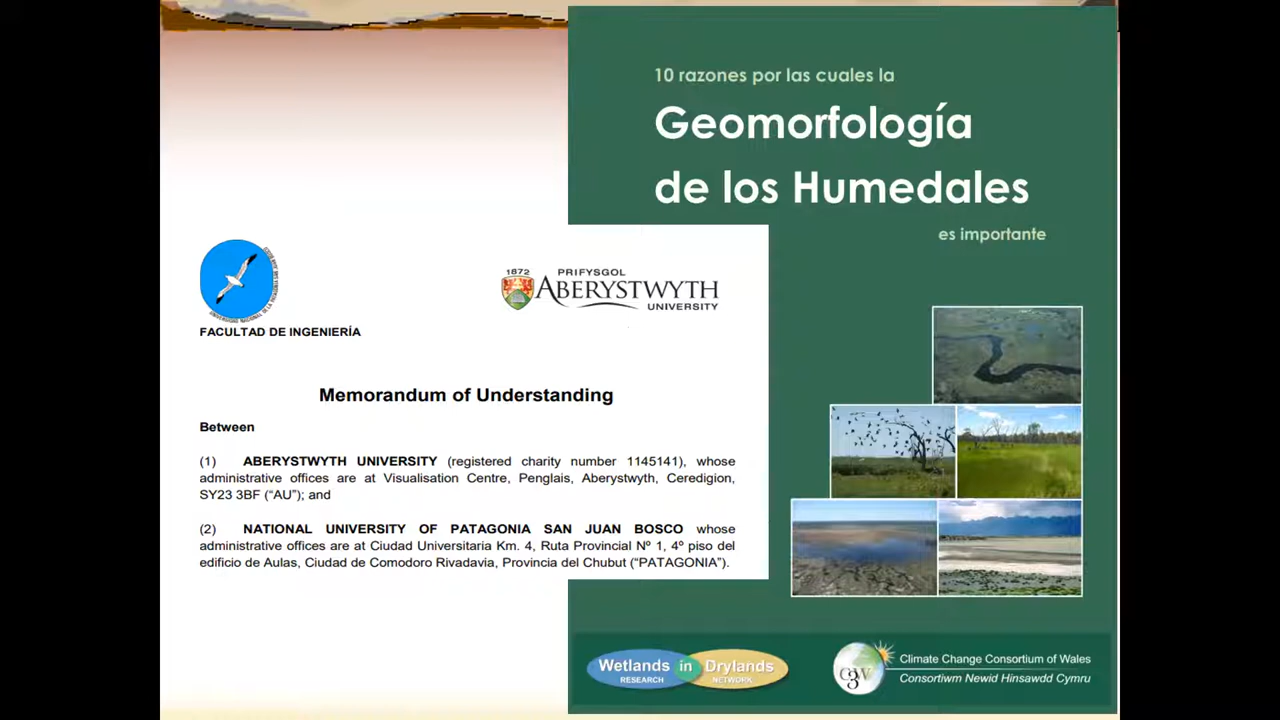 10 razones por las cuales la
Geomorfología
de los Humedales
es importante
FACULTAD DE INGENIERÍA
1872
PRIFYSGOL
ABERYSTWYTH
UNIVERSITY
Memorandum of Understanding
Between
(1) ABERYSTWYTH UNIVERSITY (registered charity number 1145141), whose
administrative offices are at Visualisation Centre, Penglais, Aberystwyth, Ceredigion,
SY23 3BF (“AU”); and
(2) NATIONAL UNIVERSITY OF PATAGONIA SAN JUAN BOSCO whose
administrative offices are at Ciudad Universitaria Km. 4, Ruta Provincial Nº 1, 4º piso del
edificio de Aulas, Ciudad de Comodoro Rivadavia, Provincia del Chubut (“PATAGONIA”).
Wetlands in Drylands
RESEARCH NETWORK
c3w
Climate Change Consortium of Wales
Consortiwm Newid Hinsawdd Cymru